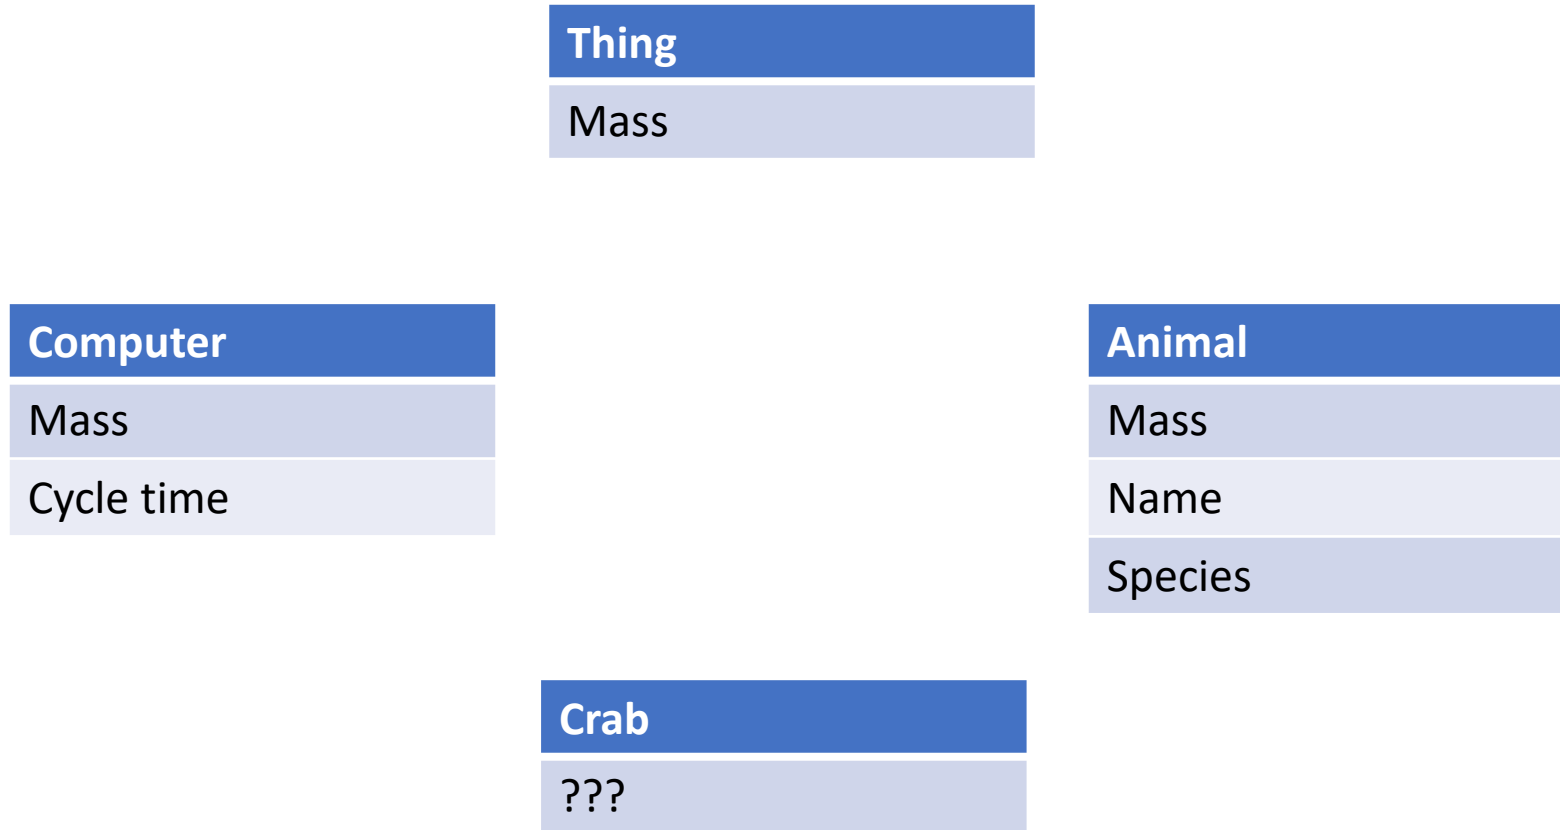 Thing
Mass
Computer
Mass
Cycle time
Animal
Mass
Name
Species
Crab
???